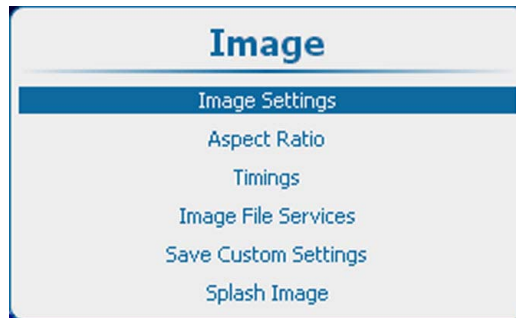 Image
Image Settings
Aspect Ratio
Timings
Image File Services
Save Custom Settings
Splash Image